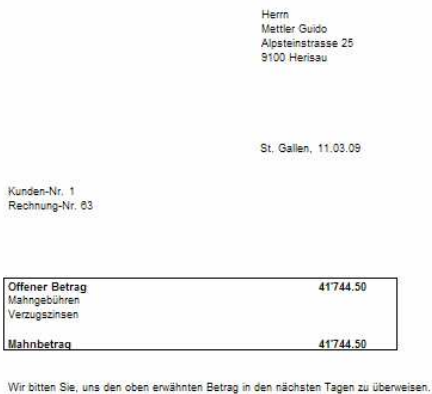 Herrn
Mettler Guido
Alpsteinstrasse 25
9100 Herisau
St. Gallen, 11.03.09
Kunden-Nr. 1
Rechnung-Nr. 63
Offener Betrag 41'744.50
Mahngebühren
Verzugszinsen
Mahnbetrag 41'744.50
Wir bitten Sie, uns den oben erwähnten Betrag in den nächsten Tagen zu überweisen.